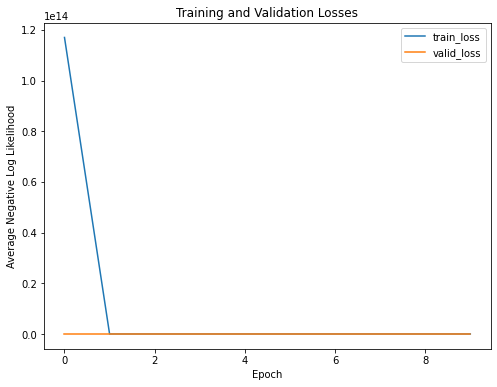 Training and Validation Losses
1e14
train_loss
valid_loss
1.2
1.0
0.8
0.6
0.4
0.2
0.0
Average Negative Log Likelihood
0 2 4 6 8
Epoch